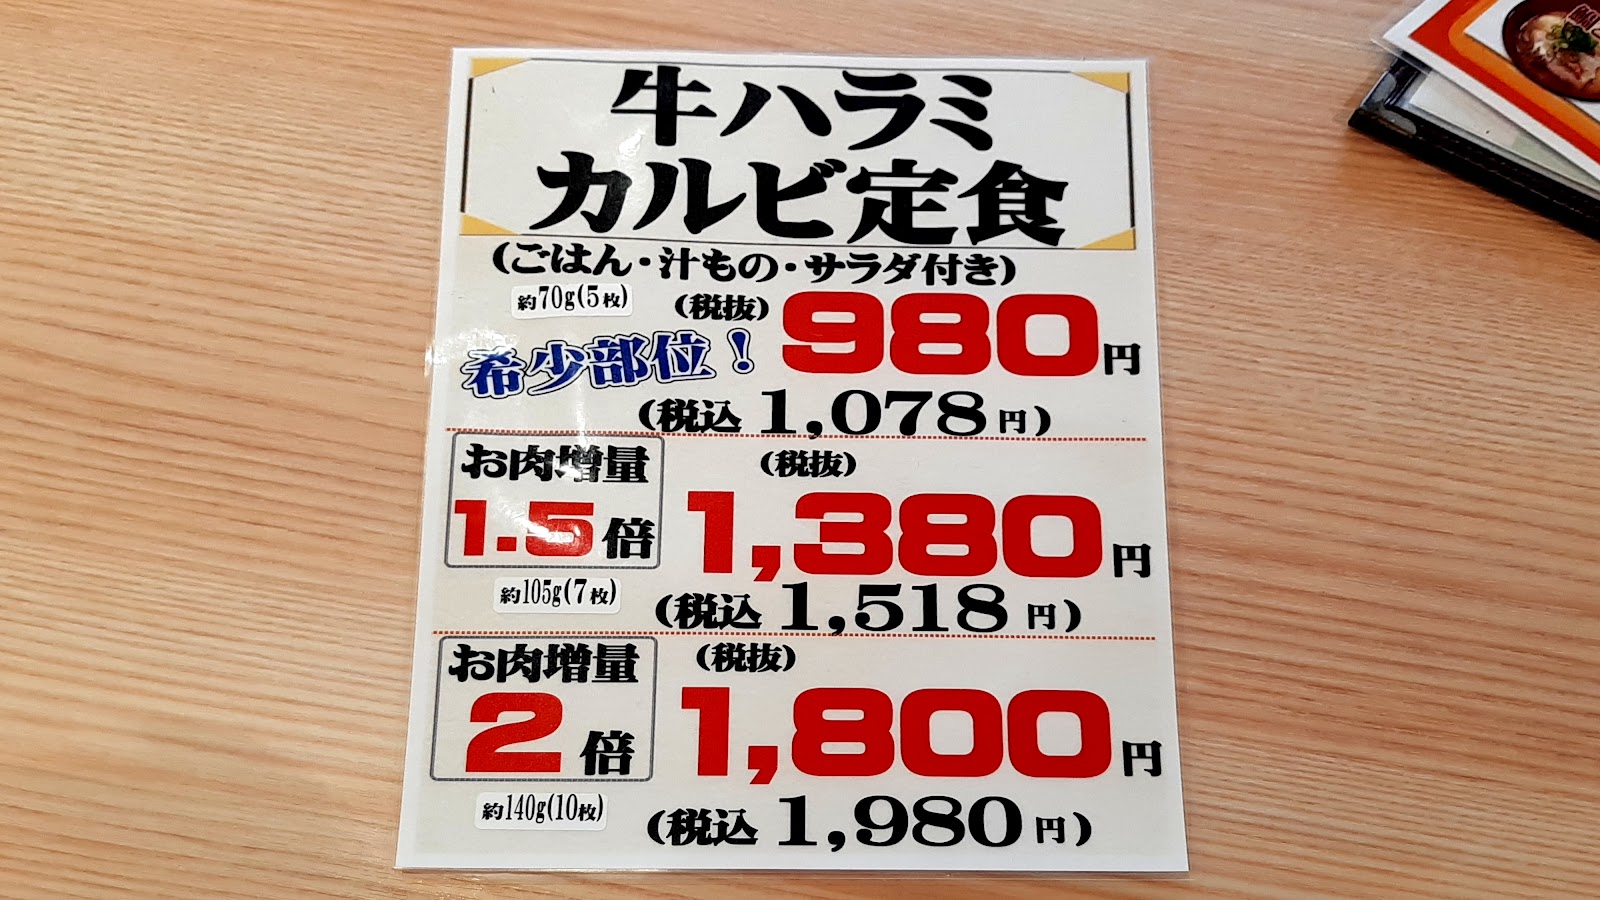 牛ハラミ
カルビ定食
(ごはん・汁もの・サラダ付き)
約70g(5枚)
(税抜) 980円
希少部位！
(税込 1,078円)
お肉増量
1.5倍
(税抜)
1,380円
約105g(7枚)
(税込 1,518円)
お肉増量
2倍
(税抜)
1,800円
約140g(10枚)
(税込 1,980円)